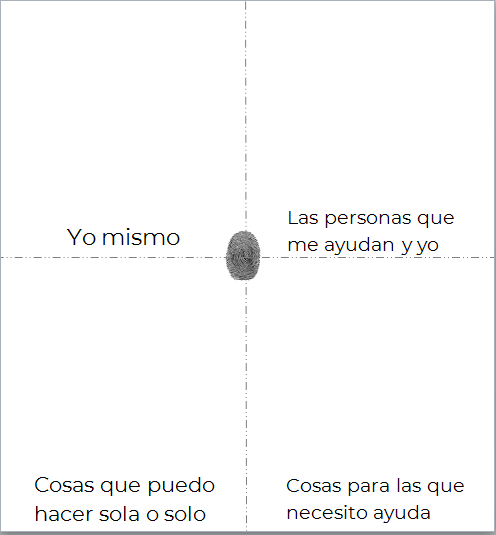 Yo mismo
Las personas que
me ayudan y yo
Cosas que puedo
hacer sola o solo
Cosas para las que
necesito ayuda